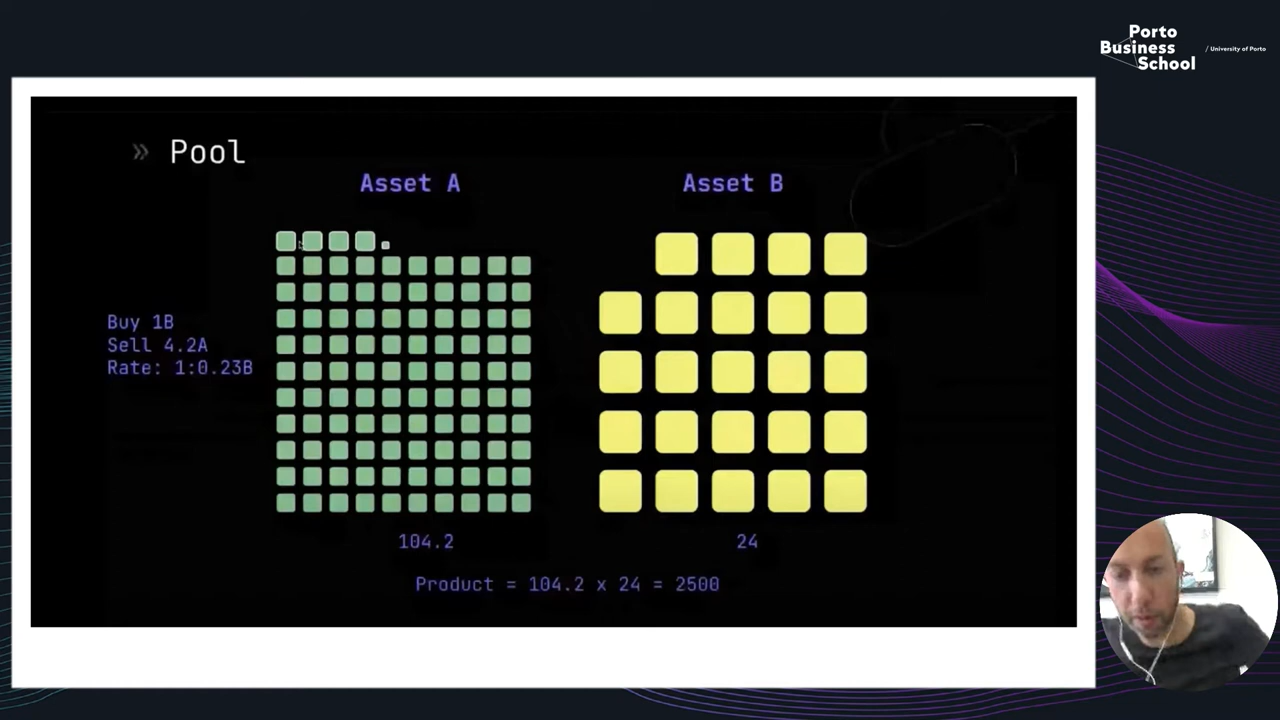 Porto
Business
School
/ University of Porto
» Pool
Asset A
Asset B
Buy 1B
Sell 4.2A
Rate: 1:0.23B
104.2
24
Product = 104.2 x 24 = 2500